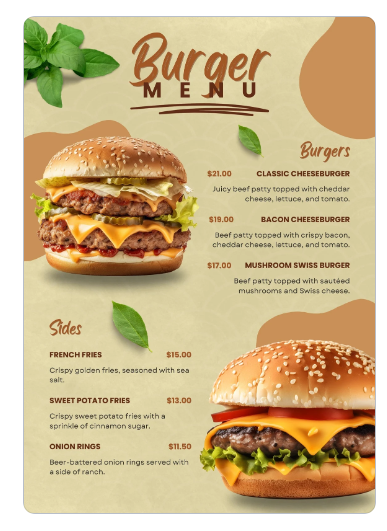 Burger
MENU
Burgers
$21.00 CLASSIC CHEESEBURGER
Juicy beef patty topped with cheddar
cheese, lettuce, and tomato.
$19.00 BACON CHEESEBURGER
Beef patty topped with crispy bacon,
cheddar cheese, lettuce, and tomato.
$17.00 MUSHROOM SWISS BURGER
Beef patty topped with sautéed
mushrooms and Swiss cheese.
Sides
FRENCH FRIES $15.00
Crispy golden fries, seasoned with sea
salt.
SWEET POTATO FRIES $13.00
Crispy sweet potato fries with a
sprinkle of cinnamon sugar.
ONION RINGS $11.50
Beer-battered onion rings served with
a side of ranch.